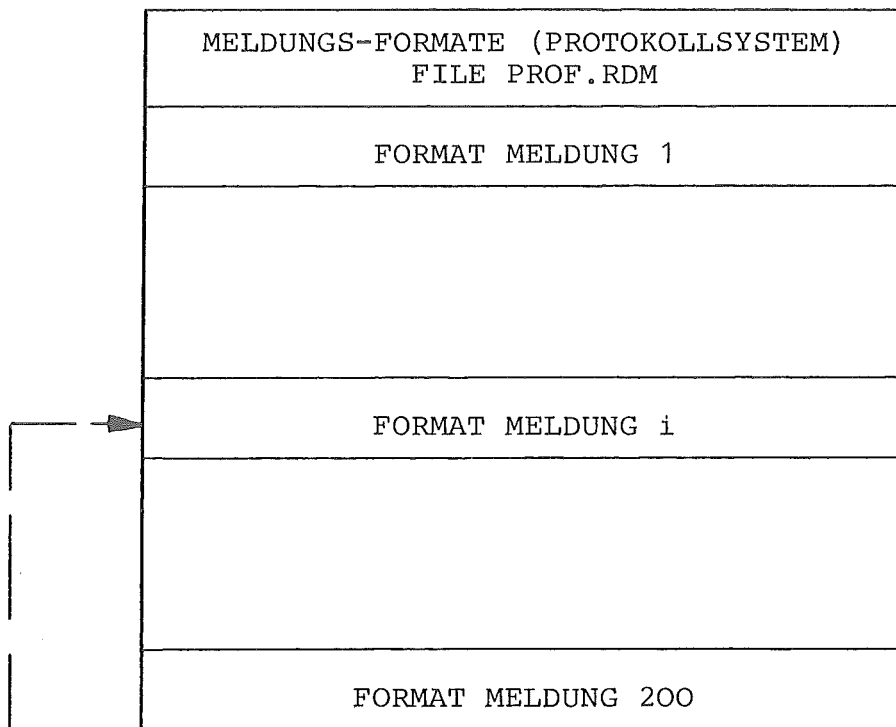 MELDUNGS-FORMATE (PROTOKOLLSYSTEM)
FILE PROF.RDM
FORMAT MELDUNG 1
FORMAT MELDUNG i
FORMAT MELDUNG 200